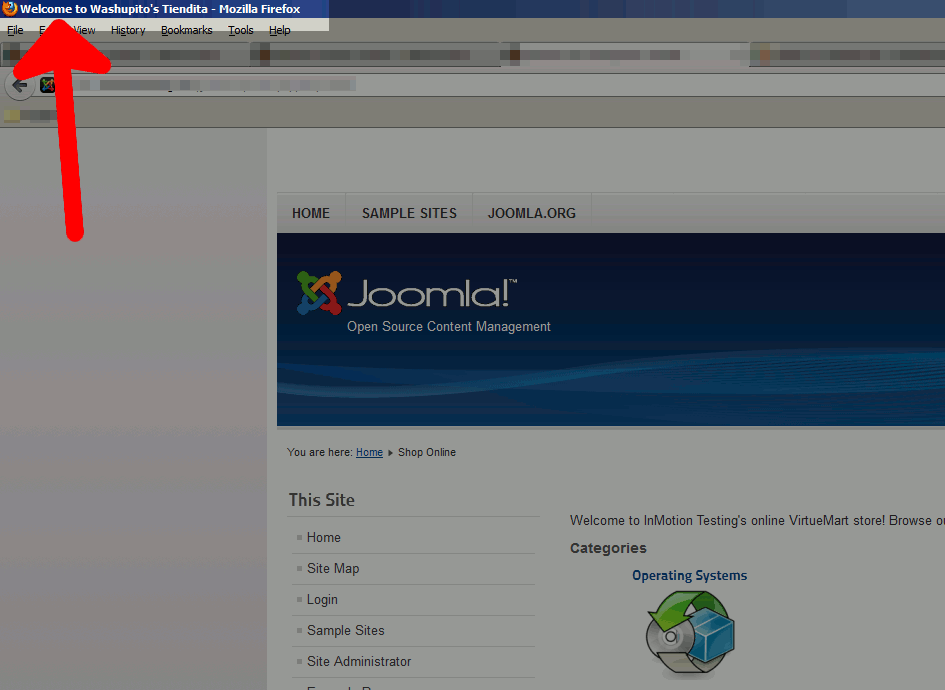 Welcome to Washupito's Tiendita - Mozilla Firefox
File View History Bookmarks Tools Help
HOME SAMPLE SITES JOOMLA.ORG
Joomla!™
Open Source Content Management
You are here: Home Shop Online
This Site
Welcome to InMotion Testing's online VirtueMart store! Browse
Home
Categories
Site Map
Operating Systems
Login
Sample Sites
Site Administrator